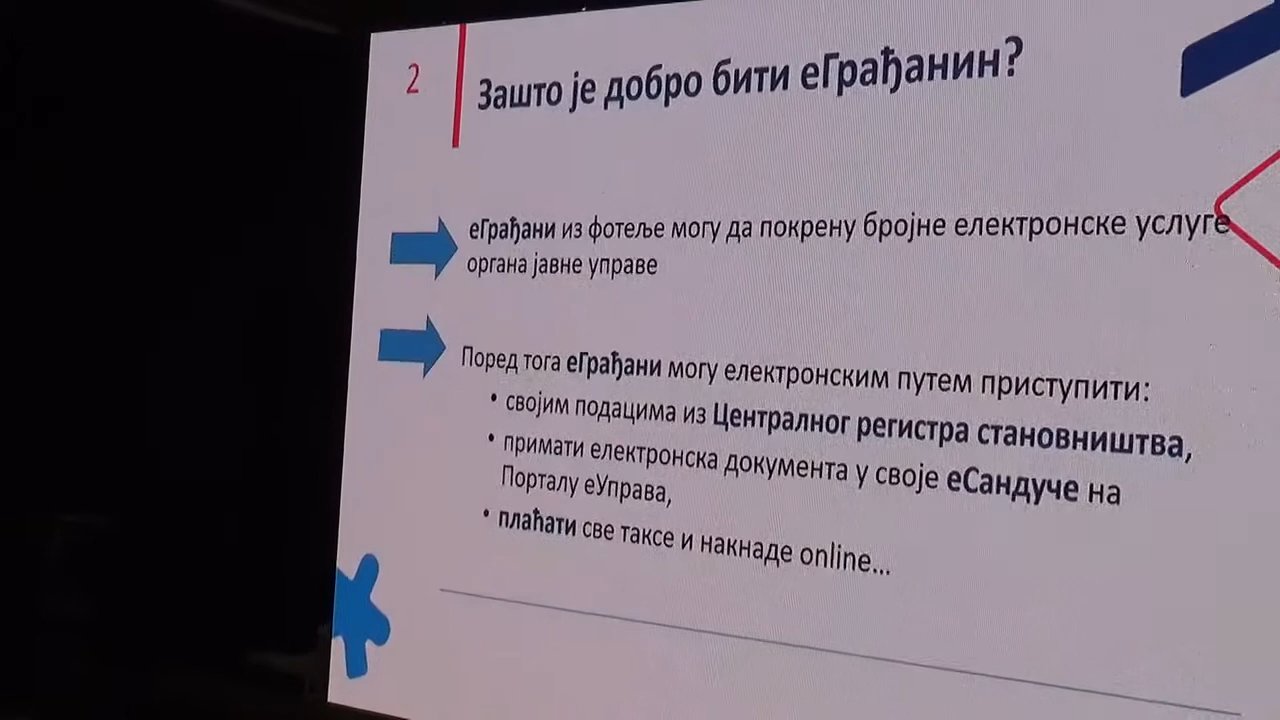 2
Зашто је добро бити еГрађанин?
еГрађани из фотеље могу да покрену бројне електронске услуге
органа јавне управе
Поред тога еГрађани могу електронским путем приступити:
• својим подацима из Централног регистра становништва,
• примати електронска документа у своје еСандуче на
Порталу еУправа,
• плаћати све таксе и накнаде online...